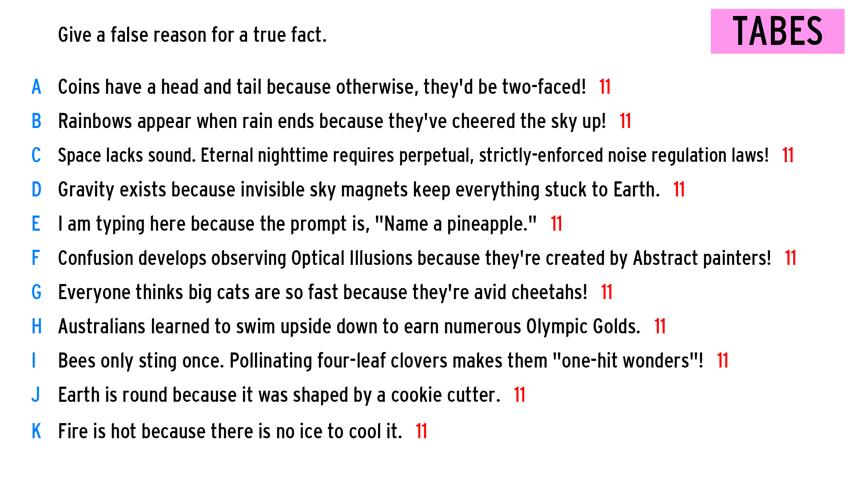 Give a false reason for a true fact.
TABES
A Coins have a head and tail because otherwise, they'd be two-faced! 11
B Rainbows appear when rain ends because they've cheered the sky up! 11
C Space lacks sound. Eternal nighttime requires perpetual, strictly-enforced noise regulation laws! 11
D Gravity exists because invisible sky magnets keep everything stuck to Earth. 11
E I am typing here because the prompt is, "Name a pineapple." 11
F Confusion develops observing Optical Illusions because they're created by Abstract painters! 11
G Everyone thinks big cats are so fast because they're avid cheetahs! 11
H Australians learned to swim upside down to earn numerous Olympic Golds. 11
I Bees only sting once. Pollinating four-leaf clovers makes them "one-hit wonders"! 11
J Earth is round because it was shaped by a cookie cutter. 11
K Fire is hot because there is no ice to cool it. 11